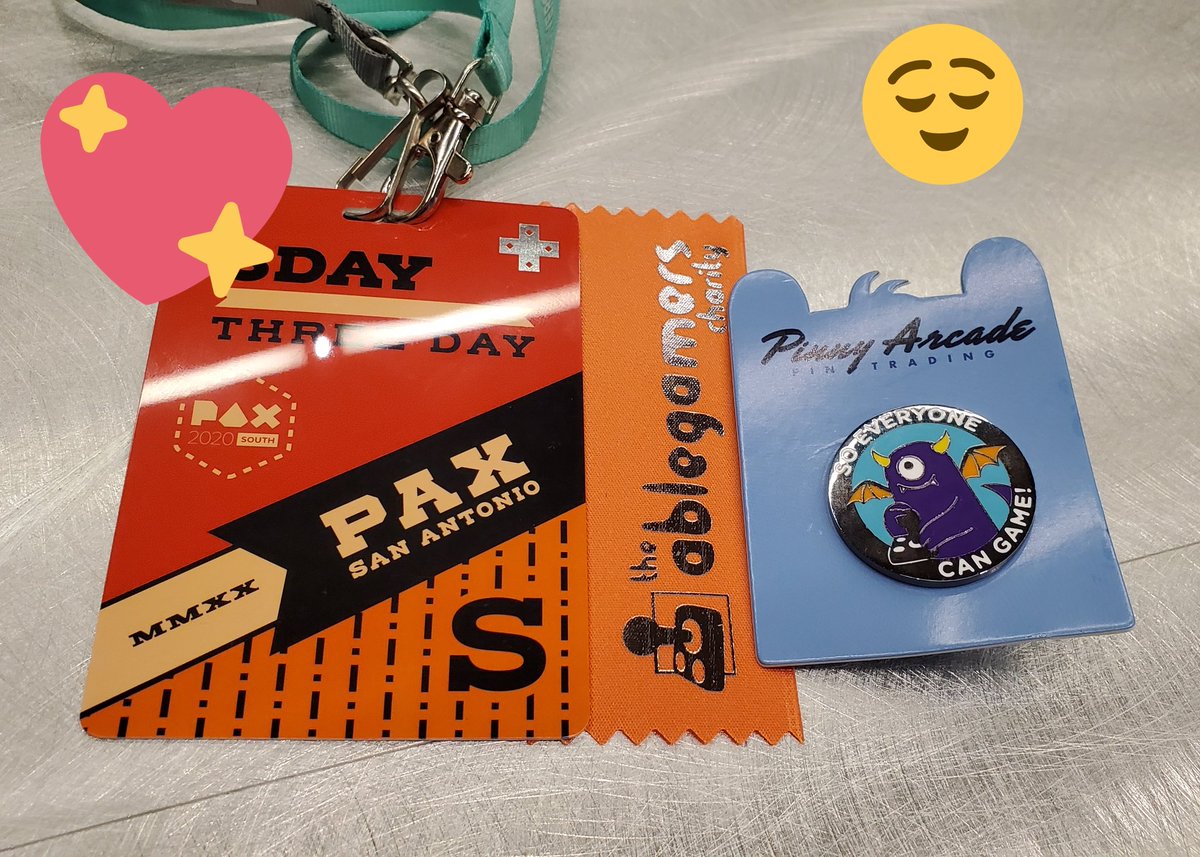 3DAY
THREE DAY
PAX
2020 SOUTH
PAX
SAN ANTONIO
MMXX
S
the ablegamers
charity
Pinny Arcade
PIN TRADING
SO EVERYONE
CAN GAME!